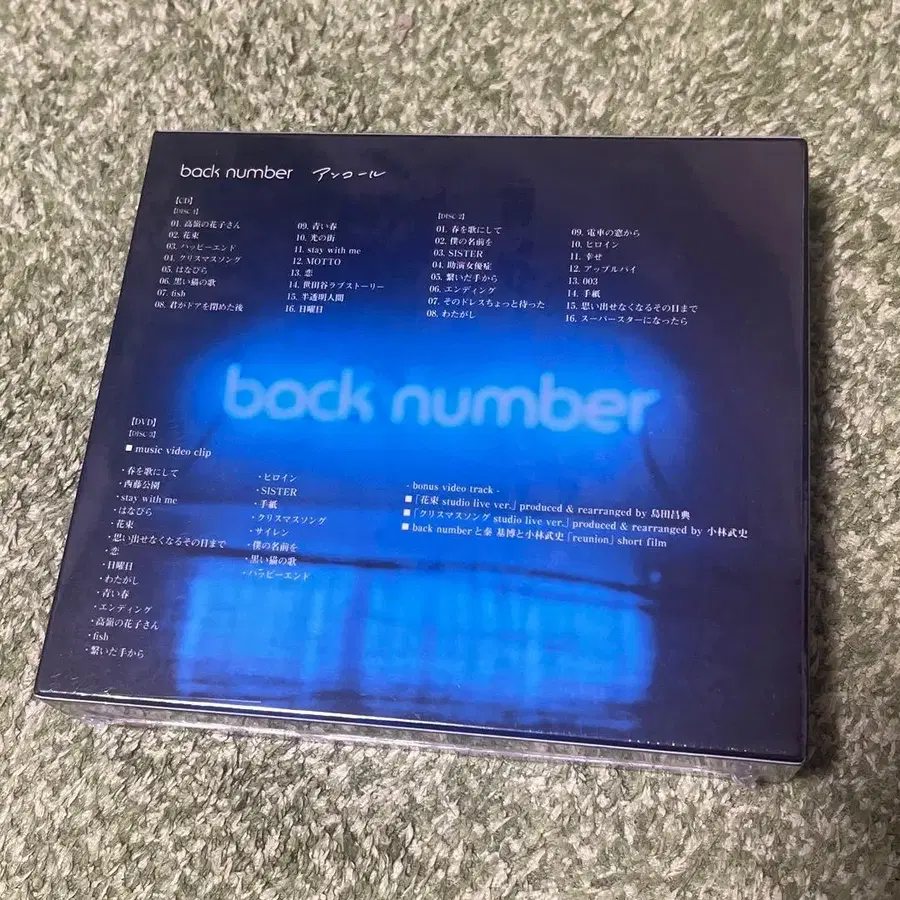 back number アンコール
【CD】
【DISC 1】
01. 高嶺の花子さん
02. 花束
03. ハッピーエンド
04. クリスマスソング
05. はなびら
06. 黒い猫の歌
07. fish
08. 君がドアを閉めた後
09. 青い春
10. 光の街
11. stay with me
12. MOTTO
13. 恋
14. 世田谷ラブストーリー
15. 半透明人間
16. 日曜日
【DISC 2】
01. 春を歌にして
02. 僕の名前を
03. SISTER
04. 助演女優症
05. 繋いだ手から
06. エンディング
07. そのドレスちょっと待った
08. わたがし
09. 電車の窓から
10. ヒロイン
11. 幸せ
12. アップルパイ
13. 003
14. 手紙
15. 思い出せなくなるその日まで
16. スーパースターになったら
back number
【DVD】
【DISC 3】
■ music video clip
・春を歌にして
・西藤公園
・stay with me
・はなびら
・花束
・思い出せなくなるその日まで
・恋
・日曜日
・わたがし
・青い春
・エンディング
・高嶺の花子さん
・fish
・繋いだ手から
・ヒロイン
・SISTER
・手紙
・クリスマスソング
・サイレン
・僕の名前を
・黒い猫の歌
・ハッピーエンド
- bonus video track -
■「花束 studio live ver.」produced & rearranged by 島田昌典
■「クリスマスソング studio live ver.」produced & rearranged by 小林武史
■ back numberと秦 基博と小林武史「reunion」short film